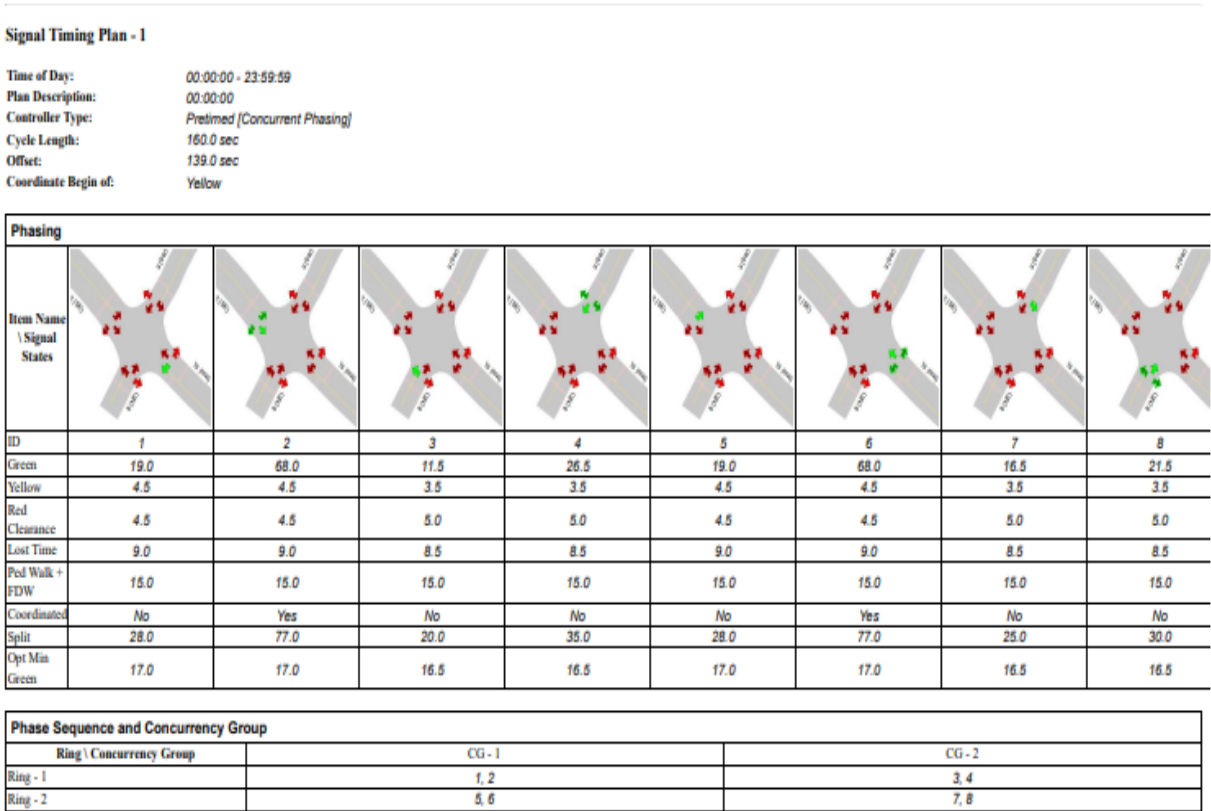 Signal Timing Plan - 1
Time of Day: 00:00:00 - 23:59:59
Plan Description: 00:00:00
Controller Type: Pretimed [Concurrent Phasing]
Cycle Length: 160.0 sec
Offset: 139.0 sec
Coordinate Begin of: Yellow
Phasing
Item Name
\ Signal
States
ID 1 2 3 4 5 6 7 8
Green 19.0 68.0 11.5 26.5 19.0 68.0 16.5 21.5
Yellow 4.5 4.5 3.5 3.5 4.5 4.5 3.5 3.5
Red
Clearance 4.5 4.5 5.0 5.0 4.5 4.5 5.0 5.0
Lost Time 9.0 9.0 8.5 8.5 9.0 9.0 8.5 8.5
Ped Walk +
FDW 15.0 15.0 15.0 15.0 15.0 15.0 15.0 15.0
Coordinated No Yes No No No Yes No No
Split 28.0 77.0 20.0 35.0 28.0 77.0 25.0 30.0
Opt Min
Green 17.0 17.0 16.5 16.5 17.0 17.0 16.5 16.5
Phase Sequence and Concurrency Group
Ring \ Concurrency Group CG - 1 CG - 2
Ring - 1 1, 2 3, 4
Ring - 2 5, 6 7, 8